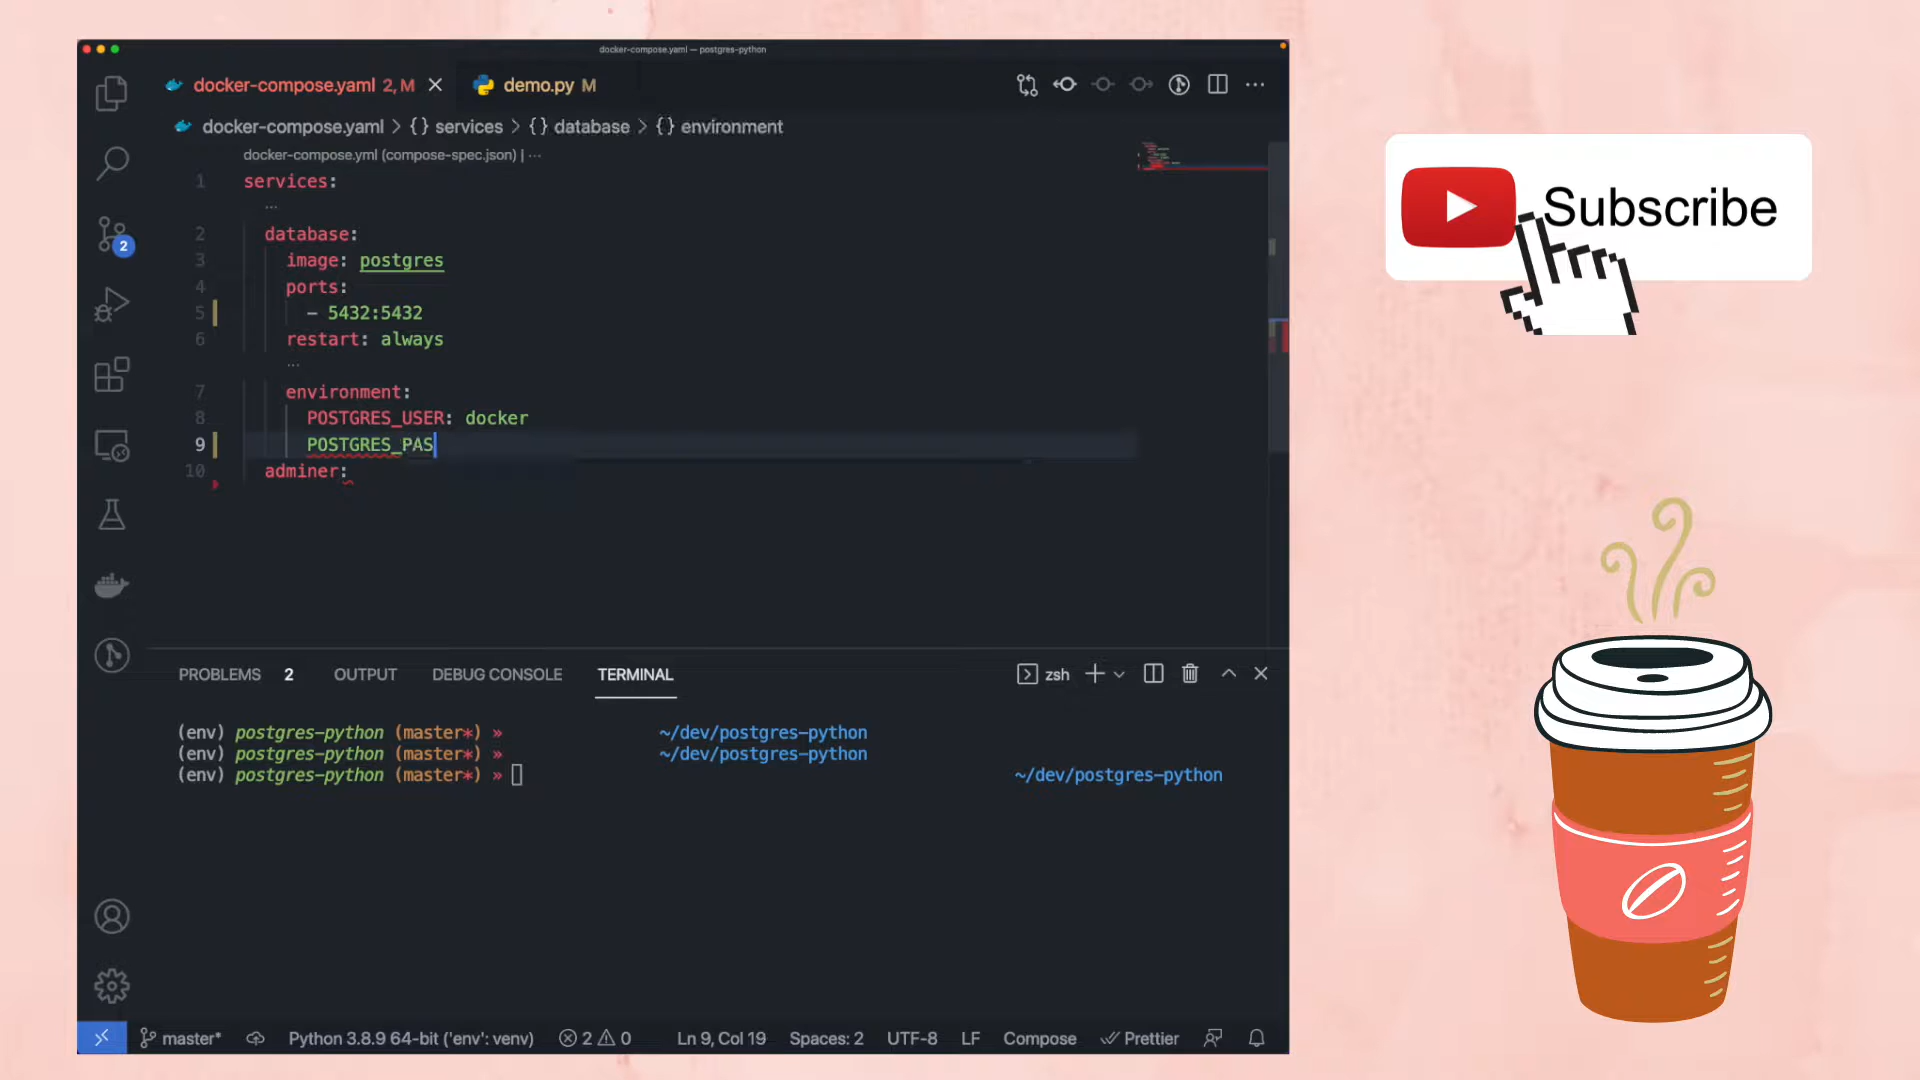 docker-compose.yaml — postgres-python
docker-compose.yaml 2, M
demo.py M
docker-compose.yaml > {} services > {} database > {} environment
docker-compose.yml (compose-spec.json) | ...
1 services:
...
2 database:
3 image: postgres
4 ports:
5 - 5432:5432
6 restart: always
...
7 environment:
8 POSTGRES_USER: docker
9 POSTGRES_PAS
10 adminer:
2
PROBLEMS 2 OUTPUT DEBUG CONSOLE TERMINAL
zsh
(env) postgres-python (master*) » ~/dev/postgres-python
(env) postgres-python (master*) » ~/dev/postgres-python
(env) postgres-python (master*) » ~/dev/postgres-python
master* Python 3.8.9 64-bit ('env': venv) 2 0 Ln 9, Col 19 Spaces: 2 UTF-8 LF Compose Prettier
Subscribe